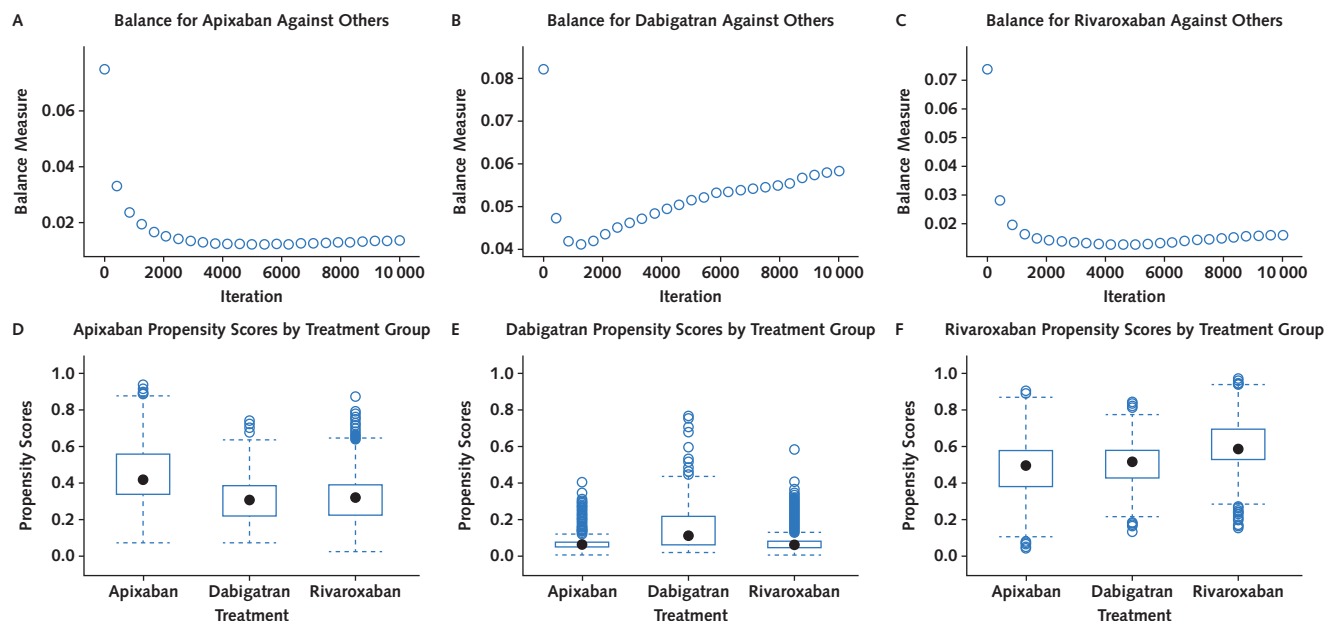 A Balance for Apixaban Against Others
Balance Measure
0.06
0.04
0.02
0 2000 4000 6000 8000 10 000
Iteration
B Balance for Dabigatran Against Others
Balance Measure
0.08
0.07
0.06
0.05
0.04
0 2000 4000 6000 8000 10 000
Iteration
C Balance for Rivaroxaban Against Others
Balance Measure
0.07
0.06
0.05
0.04
0.03
0.02
0 2000 4000 6000 8000 10 000
Iteration
D Apixaban Propensity Scores by Treatment Group
Propensity Scores
1.0
0.8
0.6
0.4
0.2
0.0
Apixaban Dabigatran Rivaroxaban
Treatment
E Dabigatran Propensity Scores by Treatment Group
Propensity Scores
1.0
0.8
0.6
0.4
0.2
0.0
Apixaban Dabigatran Rivaroxaban
Treatment
F Rivaroxaban Propensity Scores by Treatment Group
Propensity Scores
1.0
0.8
0.6
0.4
0.2
0.0
Apixaban Dabigatran Rivaroxaban
Treatment